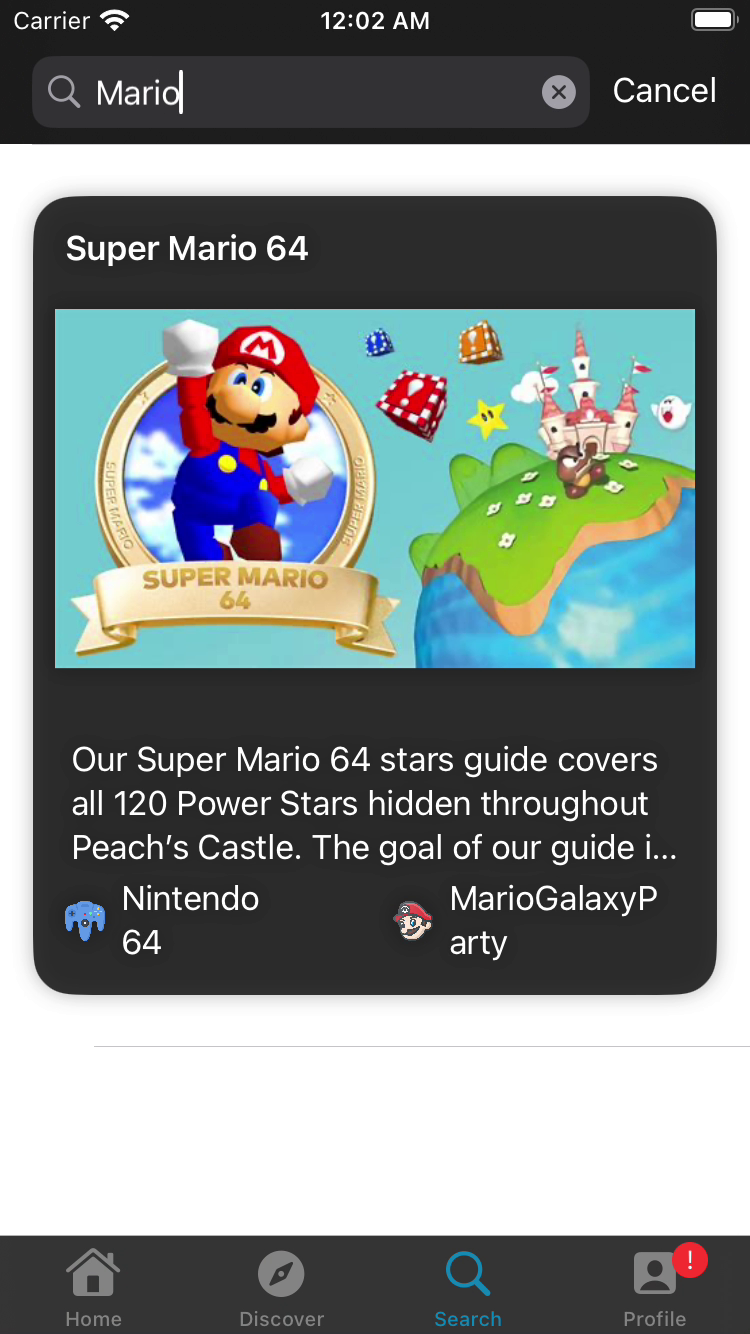 Carrier 12:02 AM
Mario Cancel
Super Mario 64
M
SUPER MARIO
SUPER MARIO
SUPER MARIO
64
Our Super Mario 64 stars guide covers
all 120 Power Stars hidden throughout
Peach’s Castle. The goal of our guide i...
Nintendo
64
MarioGalaxyP
arty
!
Home Discover Search Profile